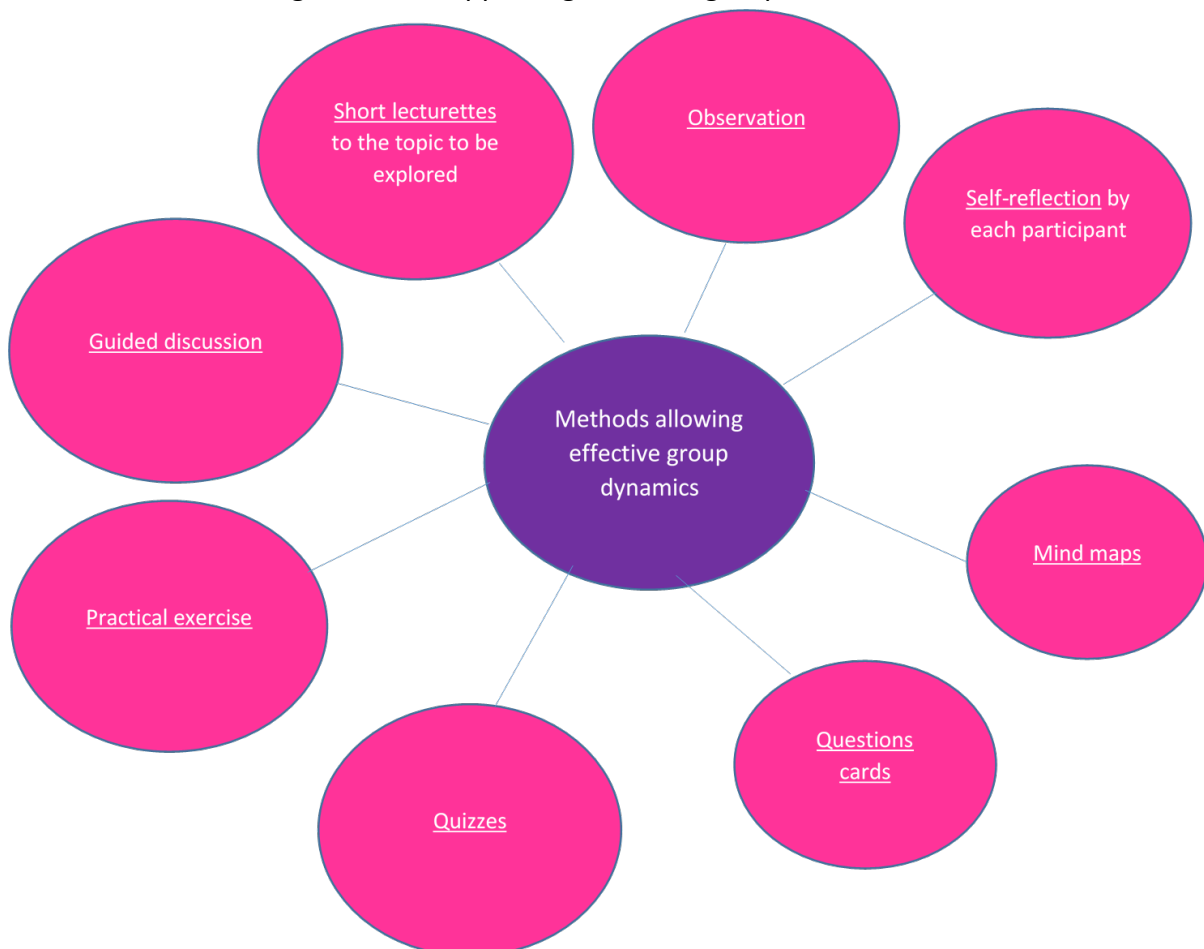 Short lecturettes
to the topic to be
explored
Observation
Self-reflection by
each participant
Guided discussion
Methods allowing
effective group
dynamics
Mind maps
Practical exercise
Questions
cards
Quizzes